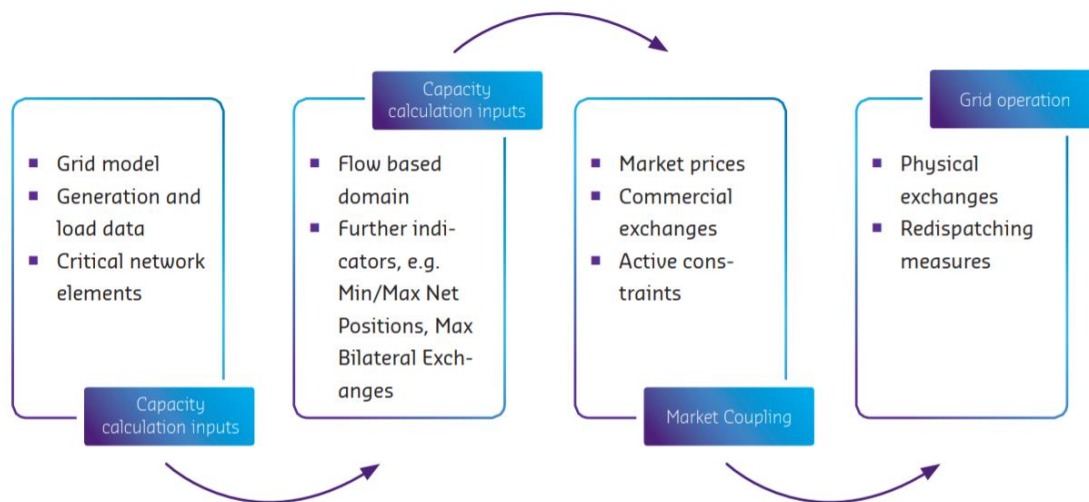 Capacity
calculation inputs
Grid operation
Grid model
Generation and
load data
Critical network
elements
Flow based
domain
Further indi-
cators, e.g.
Min/Max Net
Positions, Max
Bilateral Exch-
anges
Market prices
Commercial
exchanges
Active cons-
traints
Physical
exchanges
Redispatching
measures
Capacity
calculation inputs
Market Coupling